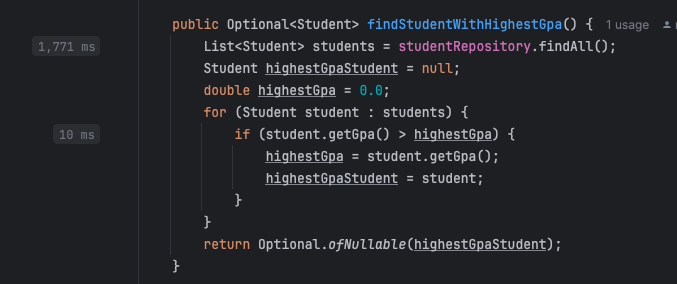 public Optional<Student> findStudentWithHighestGpa() { 1 usage
1,771 ms List<Student> students = studentRepository.findAll();
Student highestGpaStudent = null;
double highestGpa = 0.0;
for (Student student : students) {
10 ms if (student.getGpa() > highestGpa) {
highestGpa = student.getGpa();
highestGpaStudent = student;
}
}
return Optional.ofNullable(highestGpaStudent);
}